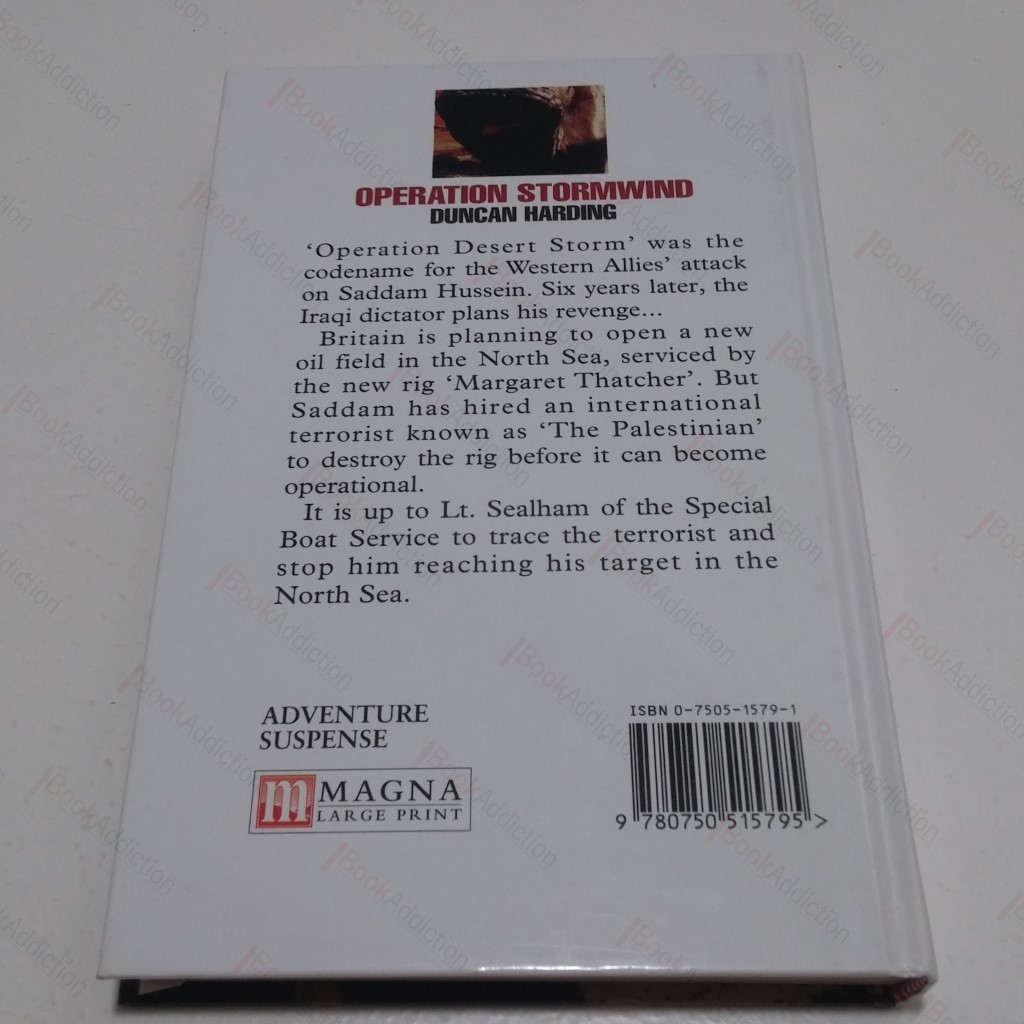 OPERATION STORMWIND
DUNCAN HARDING
‘Operation Desert Storm’ was the
codename for the Western Allies’ attack
on Saddam Hussein. Six years later, the
Iraqi dictator plans his revenge...
Britain is planning to open a new
oil field in the North Sea, serviced by
the new rig ‘Margaret Thatcher’. But
Saddam has hired an international
terrorist known as ‘The Palestinian’
to destroy the rig before it can become
operational.
It is up to Lt. Sealham of the Special
Boat Service to trace the terrorist and
stop him reaching his target in the
North Sea.
ADVENTURE
SUSPENSE
m MAGNA
LARGE PRINT
ISBN 0-7505-1579-1
9 780750 515795 >
BookAddiction